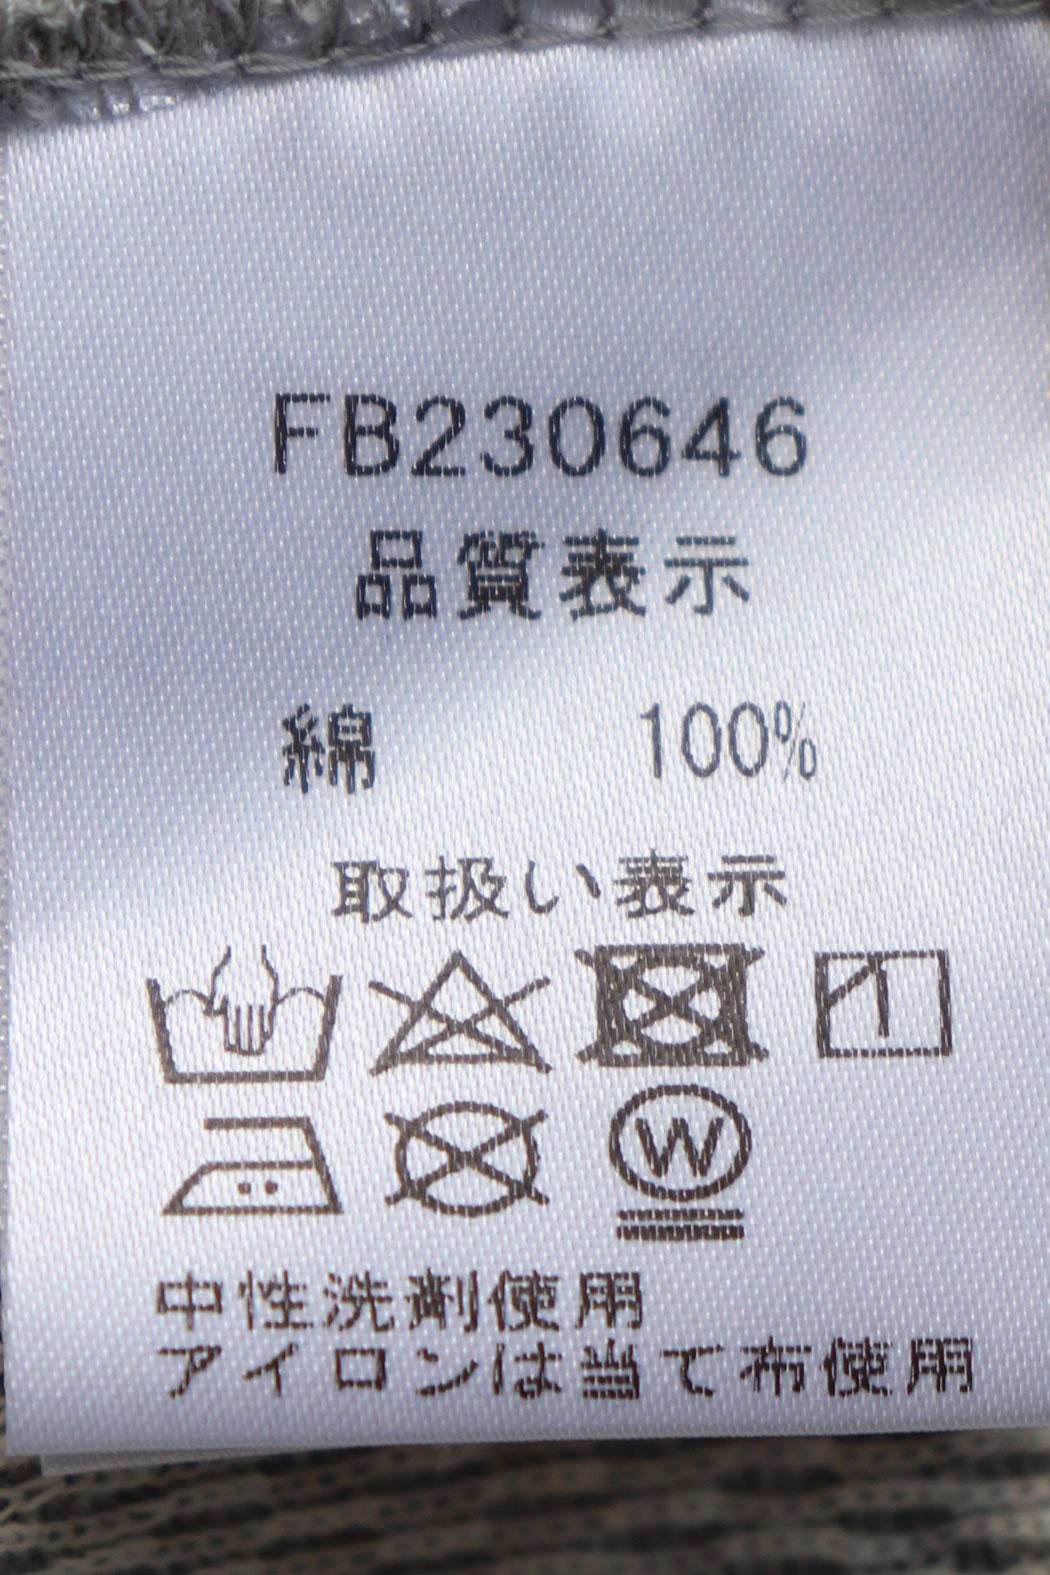 FB230646
品質表示
綿 100%
取扱い表示
W
中性洗剤使用
アイロンは当て布使用